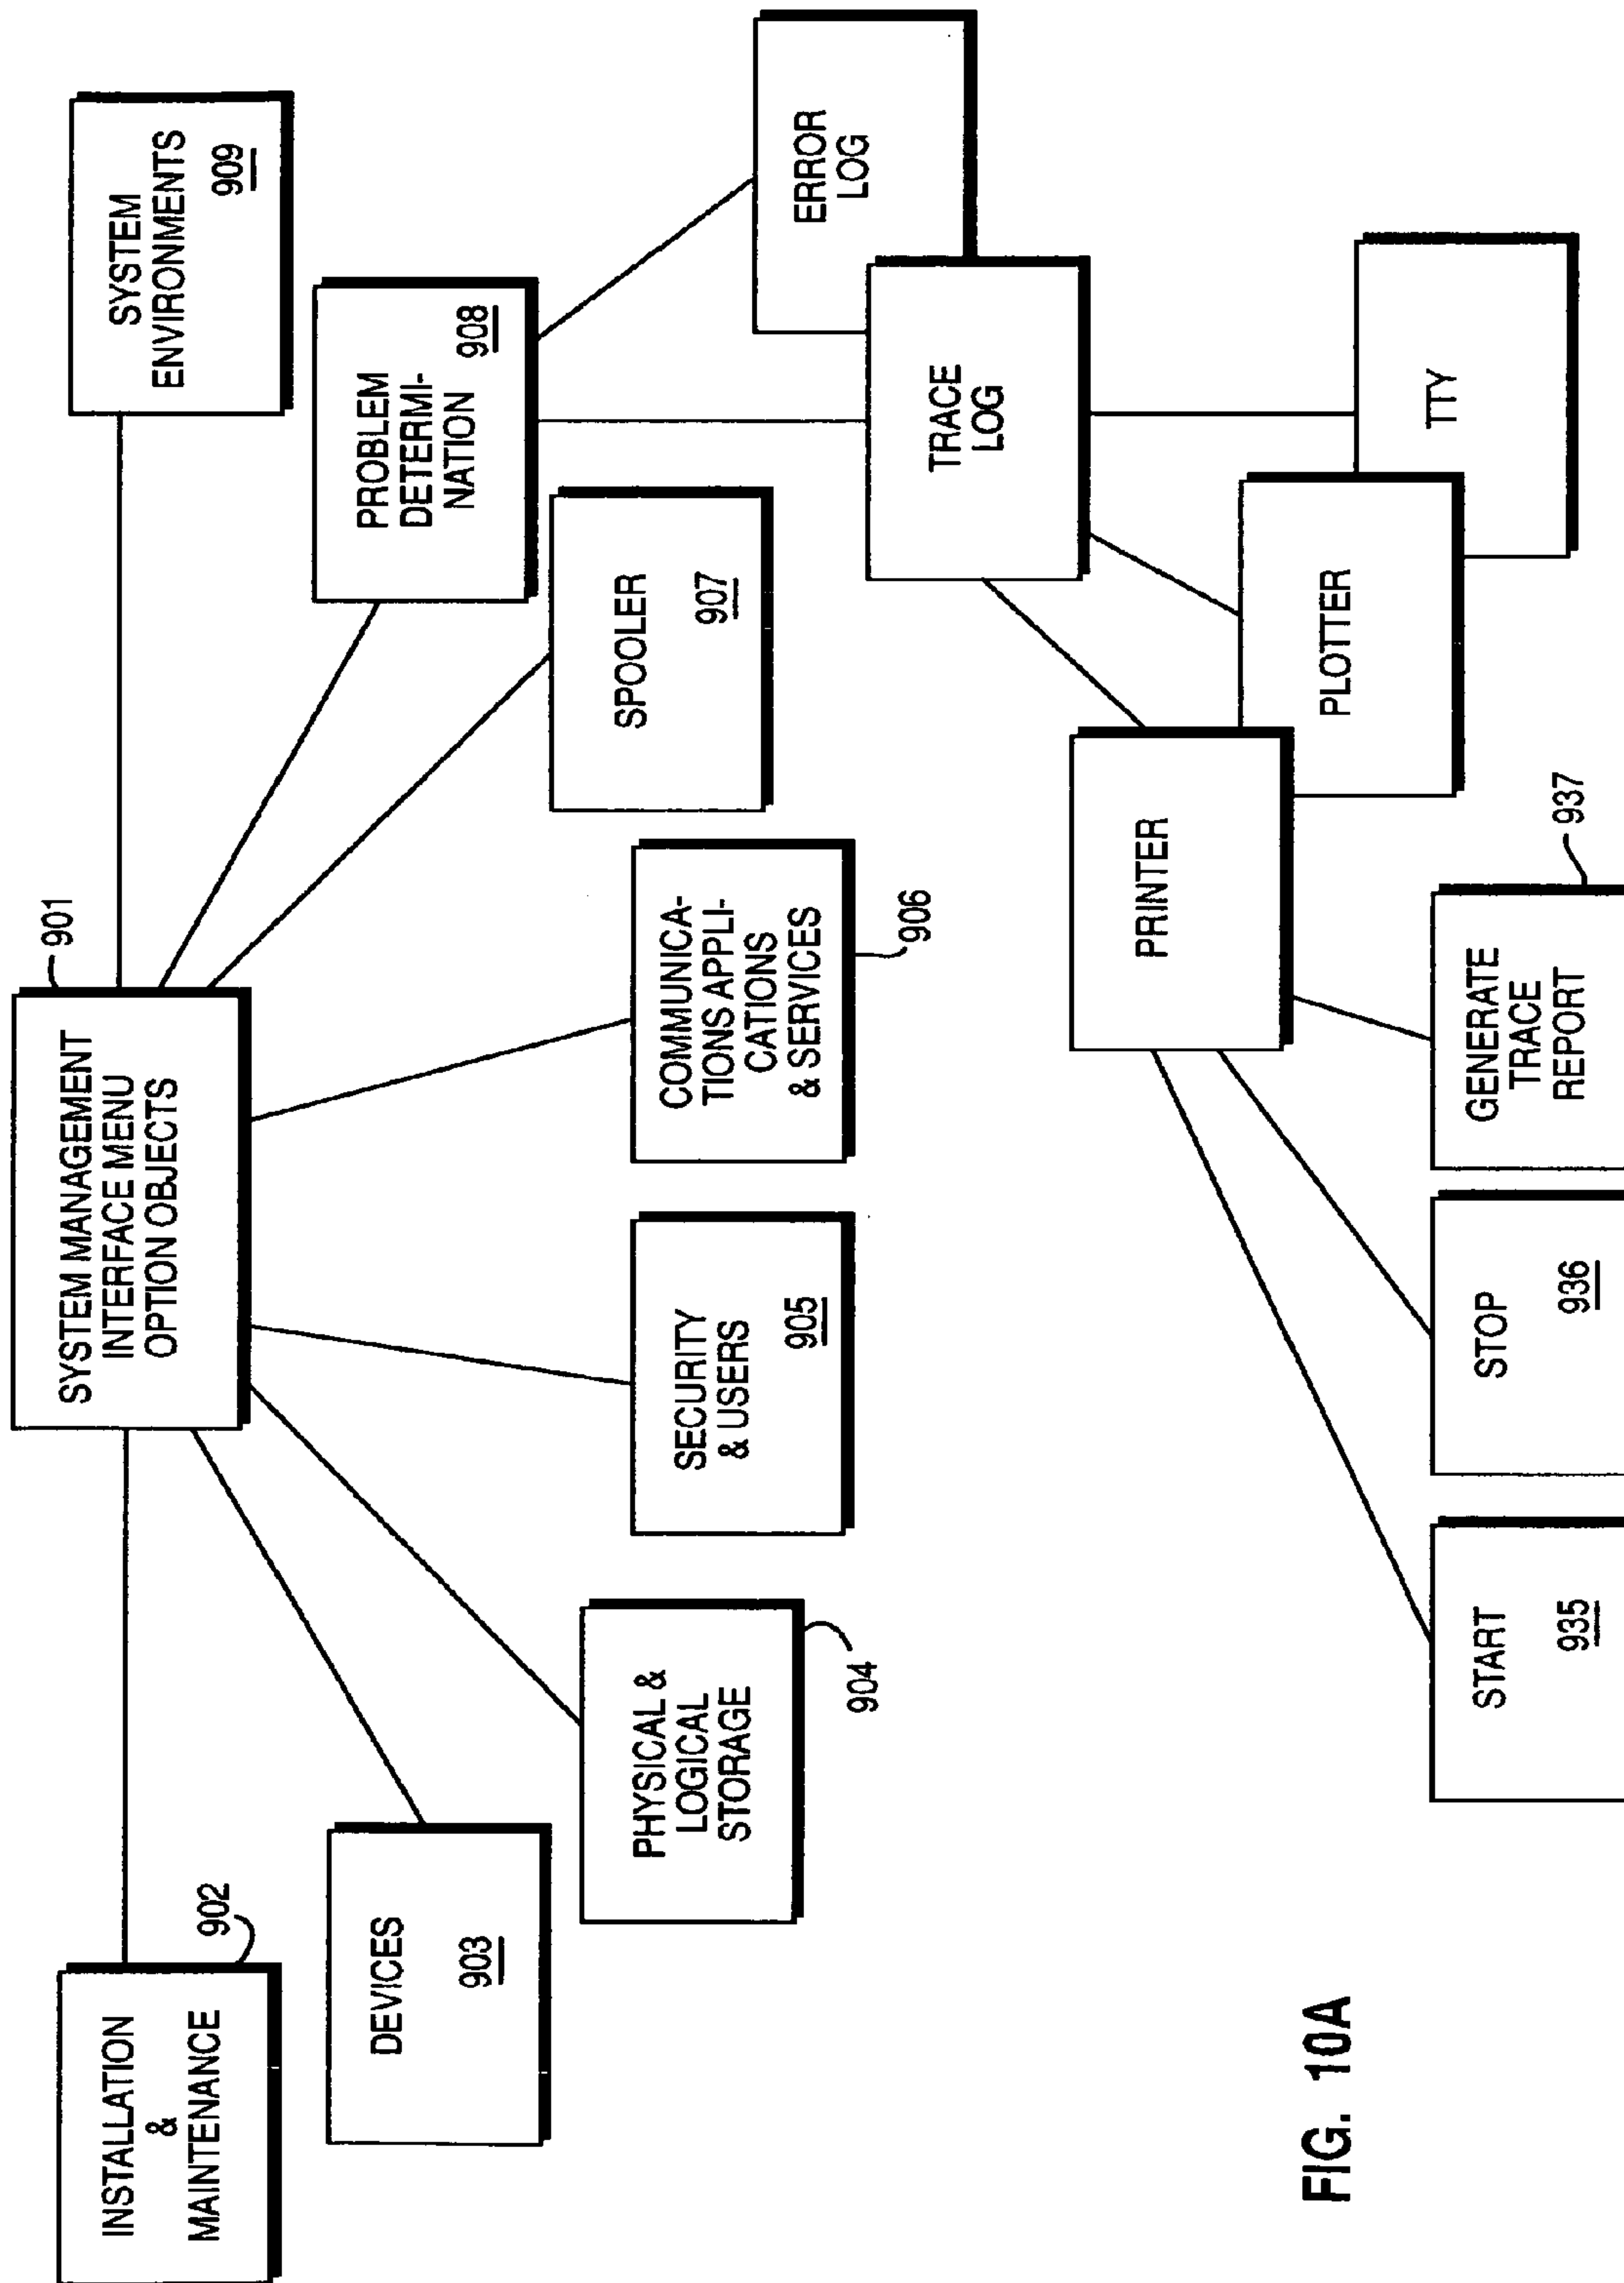 901
SYSTEM MANAGEMENT
INTERFACE MENU
OPTION OBJECTS
INSTALLATION
&
MAINTENANCE
902
DEVICES
903
PHYSICAL &
LOGICAL
STORAGE
904
SECURITY
& USERS
905
COMMUNICA-
TIONS APPLI-
CATIONS
& SERVICES
906
SPOOLER
907
PROBLEM
DETERMI-
NATION
908
SYSTEM
ENVIRONMENTS
909
ERROR
LOG
TRACE
LOG
PRINTER
PLOTTER
TTY
START
935
STOP
936
GENERATE
TRACE
REPORT
937
FIG. 10A